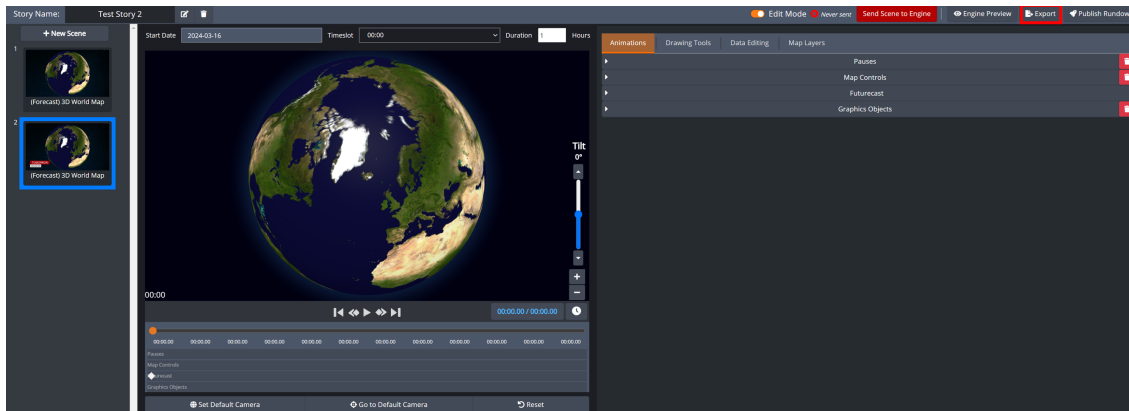 Story Name: Test Story 2 Edit Mode Never sent Send Scene to Engine Engine Preview Export Publish Rundow
+ New Scene
Start Date 2024-03-16 Timeslot 00:00 Duration 1 Hours
Animations Drawing Tools Data Editing Map Layers
1
(Forecast) 3D World Map
2
(Forecast) 3D World Map
Pauses
Map Controls
Futurecast
Graphics Objects
Tilt
0°
+
−
00:00
00:00.00 / 00:00.00
00:00.00 00:00.00 00:00.00 00:00.00 00:00.00 00:00.00 00:00.00 00:00.00 00:00.00 00:00.00 00:00.00 00:00.00
Pauses
Map Controls
urecast
Graphics Objects
Set Default Camera Go to Default Camera Reset